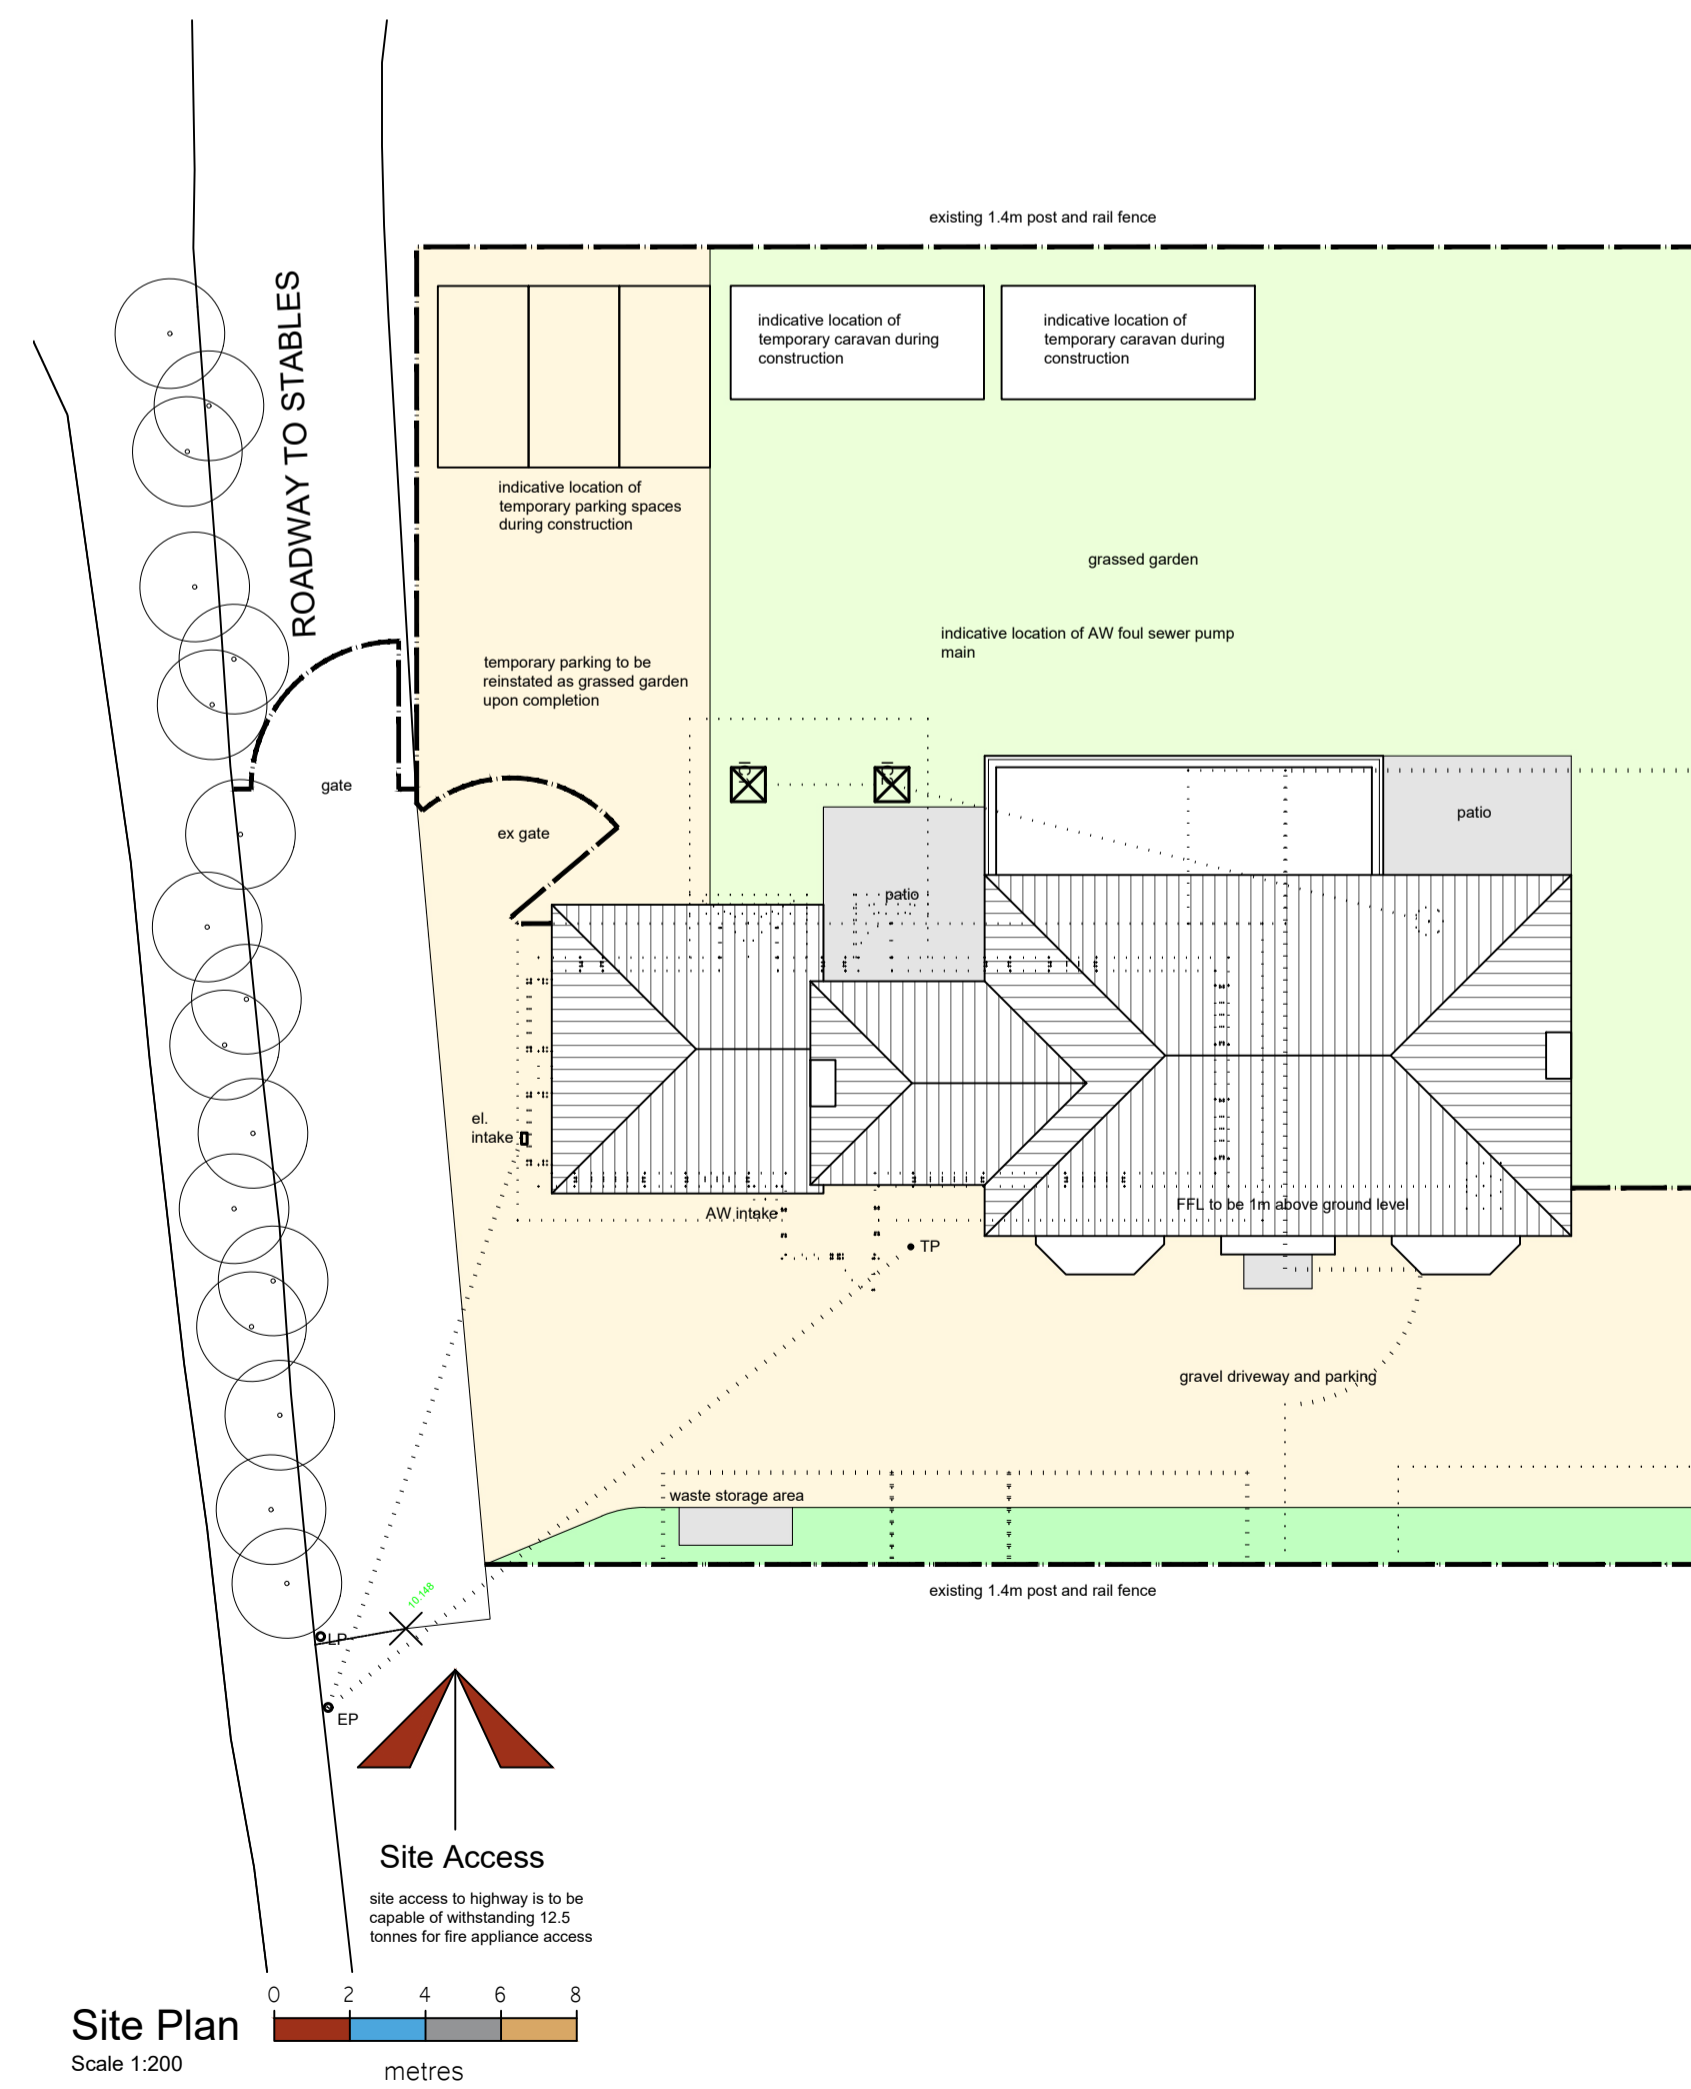 existing 1.4m post and rail fence
ROADWAY TO STABLES
indicative location of
temporary caravan during
construction
indicative location of
temporary caravan during
construction
indicative location of
temporary parking spaces
during construction
grassed garden
indicative location of AW foul sewer pump
main
temporary parking to be
reinstated as grassed garden
upon completion
gate
ex gate
patio
patio
el.
intake
AW intake
FFL to be 1m above ground level
TP
gravel driveway and parking
waste storage area
existing 1.4m post and rail fence
10.148
LP
EP
Site Access
site access to highway is to be
capable of withstanding 12.5
tonnes for fire appliance access
Site Plan
Scale 1:200
0 2 4 6 8
metres